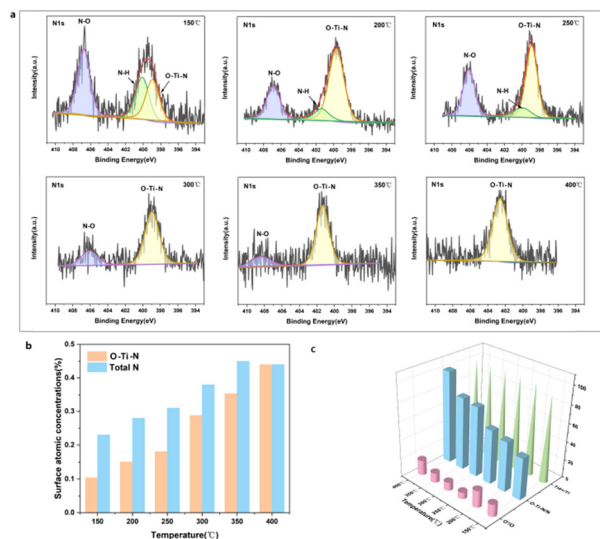 a
N1s
150℃
N-O
N-H
O-Ti-N
Intensity(a.u.)
410 408 406 404 402 400 398 396 394
Binding Energy(eV)
N1s
200℃
O-Ti-N
N-O
N-H
Intensity(a.u.)
410 408 406 404 402 400 398 396 394
Binding Energy(eV)
N1s
250℃
O-Ti-N
N-O
N-H
Intensity(a.u.)
410 408 406 404 402 400 398 396 394
Binding Energy(eV)
N1s
300℃
O-Ti-N
N-O
Intensity(a.u.)
410 408 406 404 402 400 398 396 394
Binding Energy(eV)
N1s
350℃
O-Ti-N
N-O
Intensity(a.u.)
410 408 406 404 402 400 398 396 394
Binding Energy(eV)
N1s
400℃
O-Ti-N
Intensity(a.u.)
410 408 406 404 402 400 398 396 394
Binding Energy(eV)
b
O-Ti-N
Total N
Surface atomic concentrations(%)
0.5
0.4
0.3
0.2
0.1
0.0
150 200 250 300 350 400
Temperature(℃)
c
100
80
60
400℃
150℃
Temperature(℃)
O-Ti-N/N